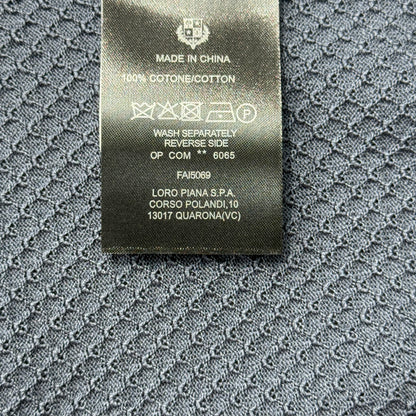 MADE IN CHINA
100% COTONE/COTTON
P
WASH SEPARATELY
REVERSE SIDE
OP COM ** 6065
FAI5069
LORO PIANA S.P.A.
CORSO POLANDI,10
13017 QUARONA(VC)